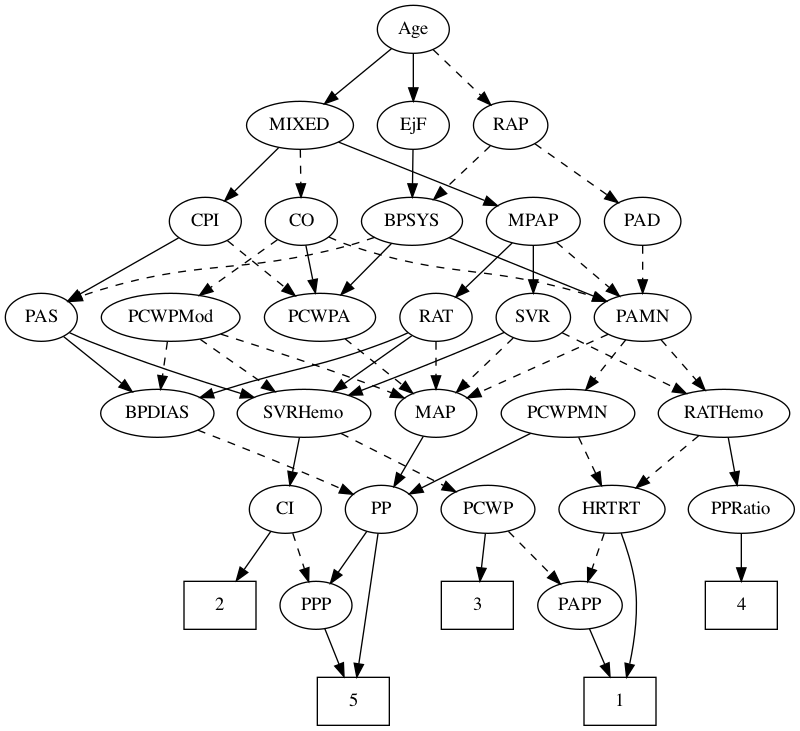 Age
MIXED EjF RAP
CPI CO BPSYS MPAP PAD
PAS PCWPMod PCWPA RAT SVR PAMN
BPDIAS SVRHemo MAP PCWPMN RATHemo
CI PP PCWP HRTRT PPRatio
2 PPP 3 PAPP 4
5 1